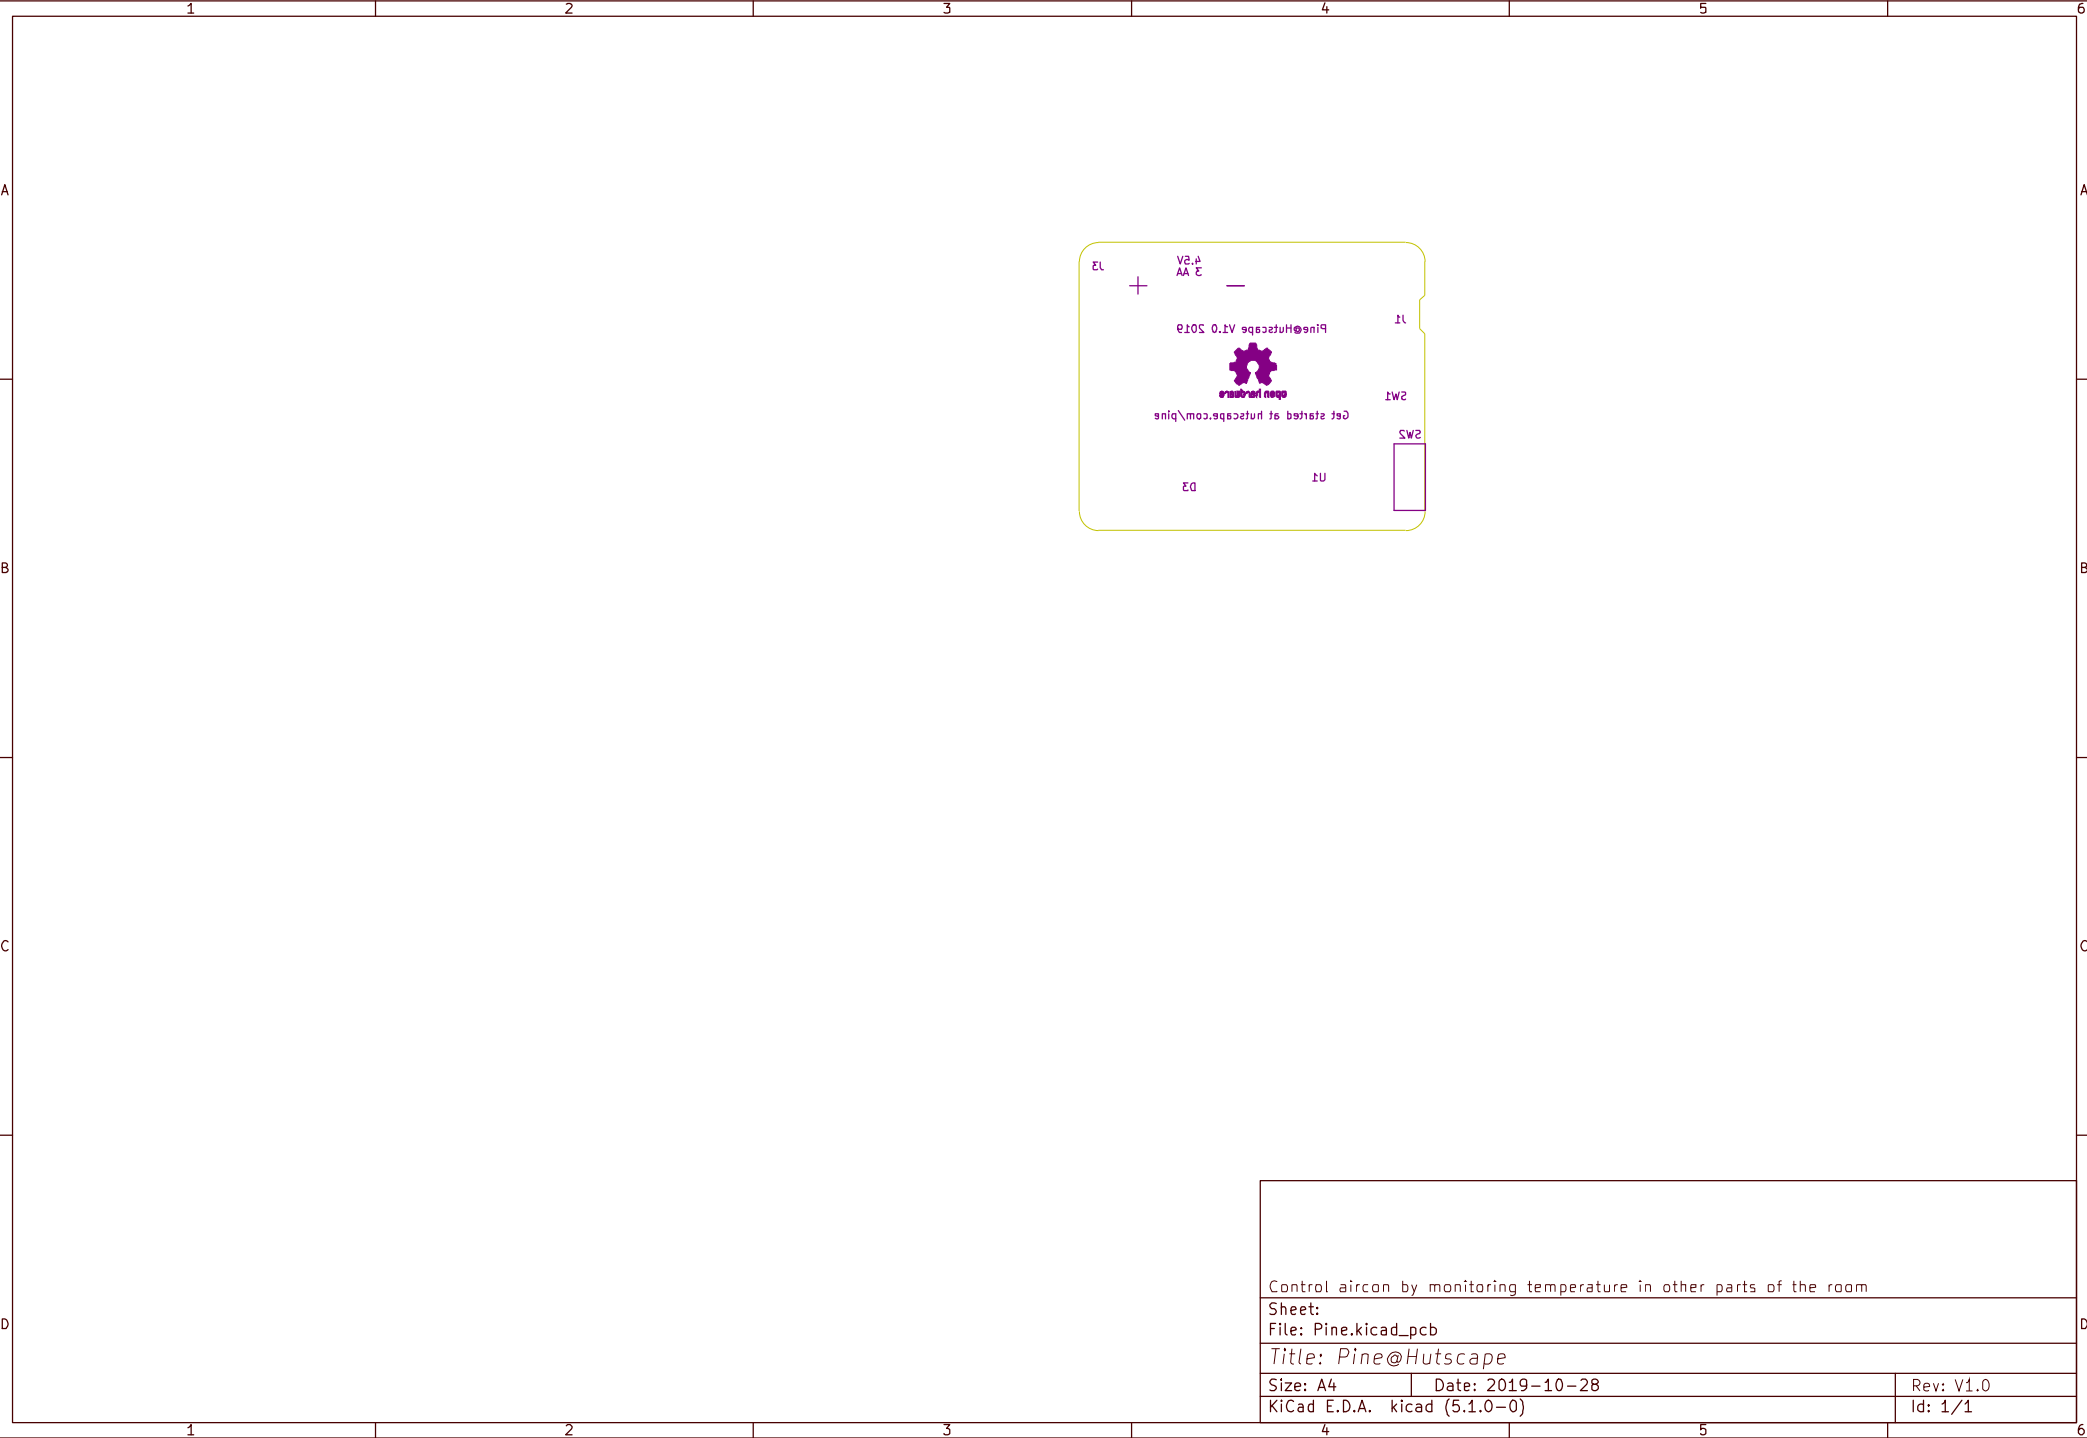 1 2 3 4 5 6
A A
J3
4.5V
3 AA
+ −
J1
Pine@Hutscape V1.0 2019
open hardware
SW1
Get started at hutscape.com/pine
SW2
U1
D3
B B
C C
Control aircon by monitoring temperature in other parts of the room
Sheet:
File: Pine.kicad_pcb
D D
Title: Pine@Hutscape
Size: A4 Date: 2019-10-28 Rev: V1.0
KiCad E.D.A. kicad (5.1.0-0) Id: 1/1
1 2 3 4 5 6